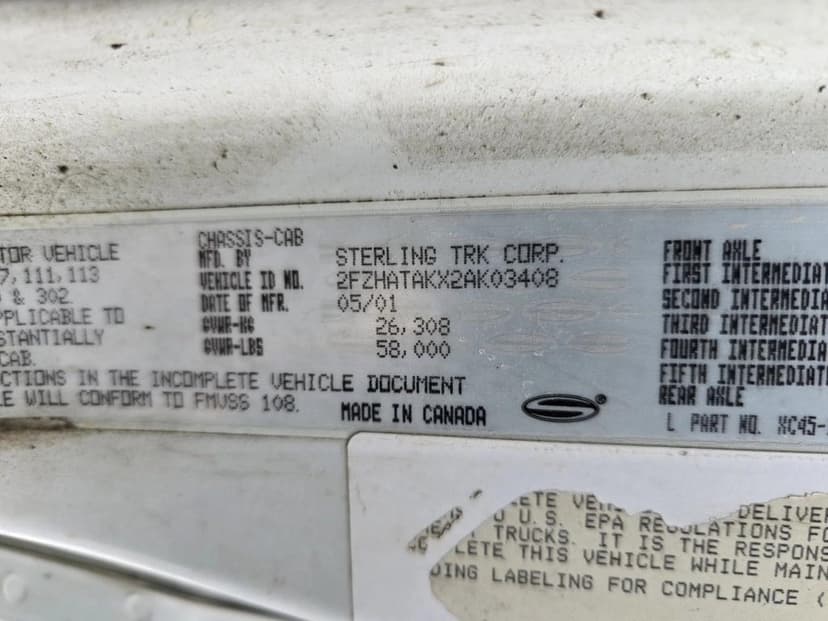 CHASSIS-CAB
TOR VEHICLE
MFD. BY STERLING TRK CORP. FRONT AXLE
7, 111, 113
VEHICLE ID NO. 2FZHATAKX2AK03408 FIRST INTERMEDIAT
& 302
DATE OF MFR. 05/01 SECOND INTERMEDIA
PPLICABLE TO
GVWR-KG 26,308 THIRD INTERMEDIAT
STANTIALLY
GVWR-LBS 58,000 FOURTH INTERMEDIA
CAB.
CTIONS IN THE INCOMPLETE VEHICLE DOCUMENT FIFTH INTERMEDIATE
E WILL CONFORM TO FMVSS 108. REAR AXLE
MADE IN CANADA ® L PART NO. XC45-
ETE VEHI DELIVER
O U.S. EPA REGULATIONS FO
TRUCKS. IT IS THE RESPONS
LETE THIS VEHICLE WHILE MAIN
DING LABELING FOR COMPLIANCE (